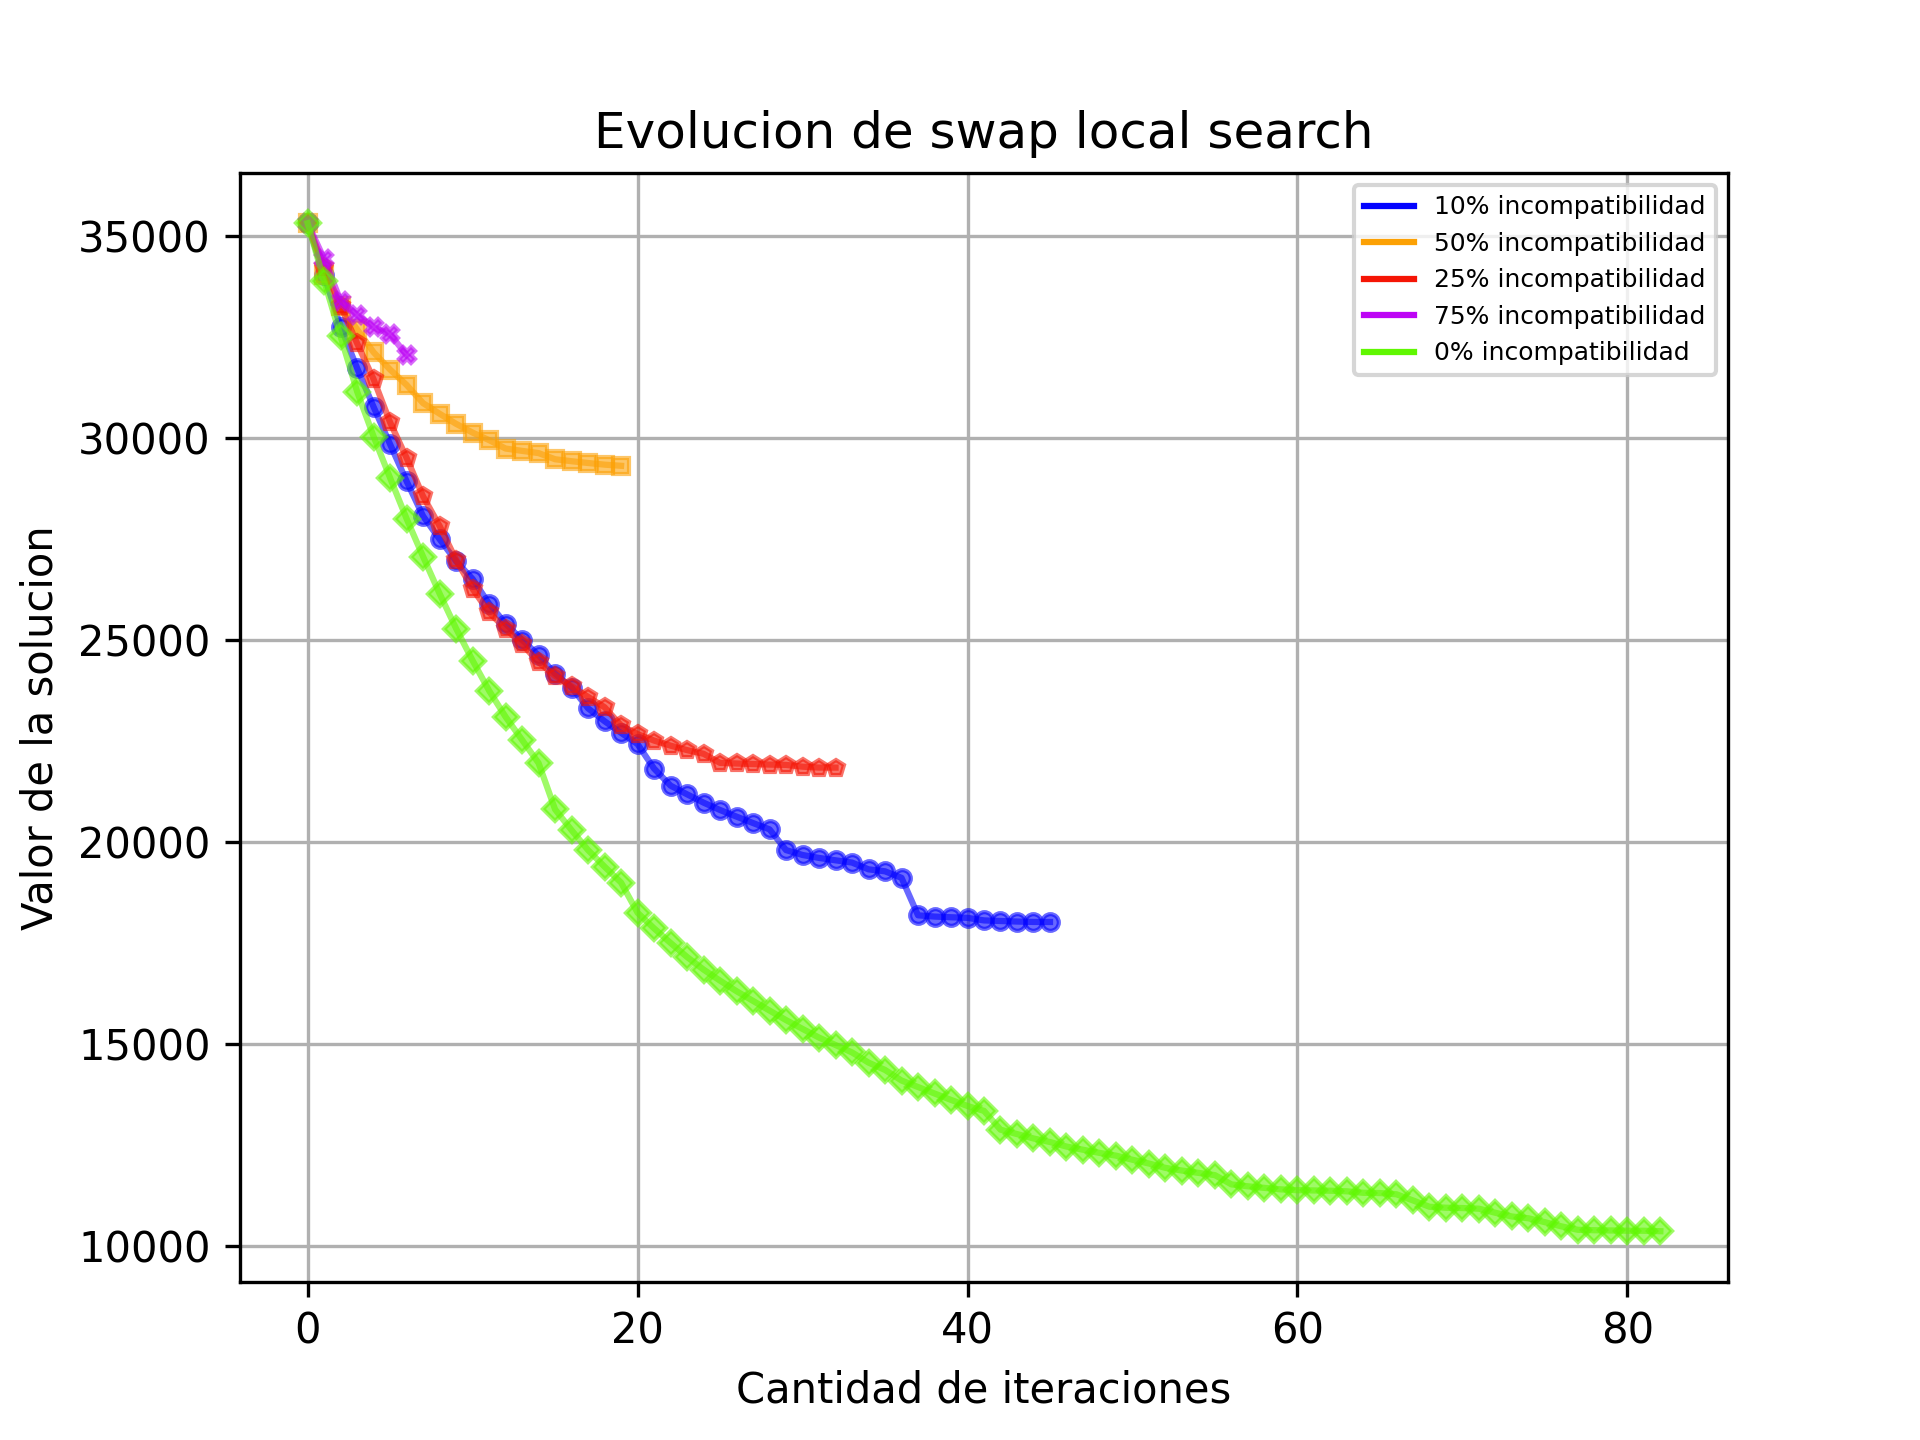 Evolucion de swap local search
10% incompatibilidad
50% incompatibilidad
25% incompatibilidad
75% incompatibilidad
0% incompatibilidad
Valor de la solucion
35000
30000
25000
20000
15000
10000
0 20 40 60 80
Cantidad de iteraciones